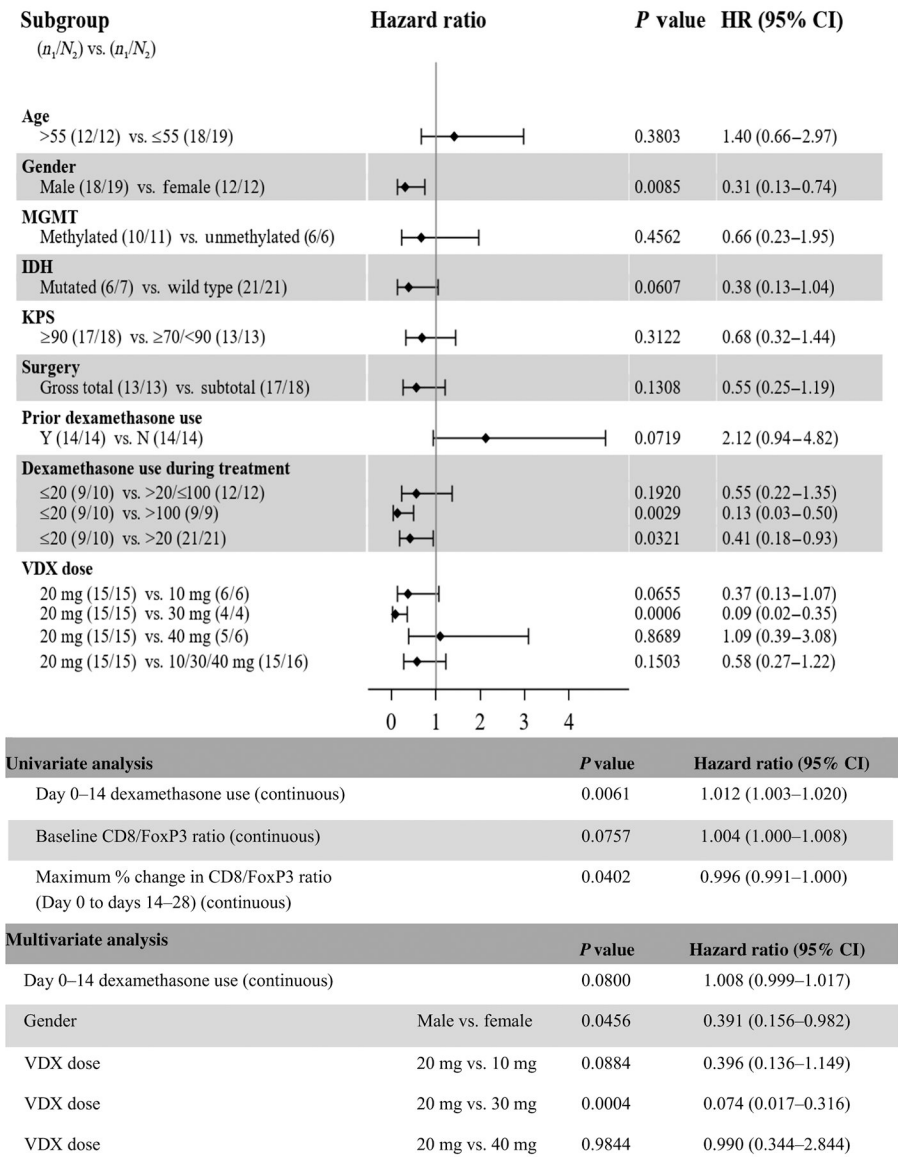 Subgroup Hazard ratio P value HR (95% CI)
(n₁/N₂) vs. (n₁/N₂)
Age
>55 (12/12) vs. ≤55 (18/19) 0.3803 1.40 (0.66–2.97)
Gender
Male (18/19) vs. female (12/12) 0.0085 0.31 (0.13–0.74)
MGMT
Methylated (10/11) vs. unmethylated (6/6) 0.4562 0.66 (0.23–1.95)
IDH
Mutated (6/7) vs. wild type (21/21) 0.0607 0.38 (0.13–1.04)
KPS
≥90 (17/18) vs. ≥70/<90 (13/13) 0.3122 0.68 (0.32–1.44)
Surgery
Gross total (13/13) vs. subtotal (17/18) 0.1308 0.55 (0.25–1.19)
Prior dexamethasone use
Y (14/14) vs. N (14/14) 0.0719 2.12 (0.94–4.82)
Dexamethasone use during treatment
≤20 (9/10) vs. >20/≤100 (12/12) 0.1920 0.55 (0.22–1.35)
≤20 (9/10) vs. >100 (9/9) 0.0029 0.13 (0.03–0.50)
≤20 (9/10) vs. >20 (21/21) 0.0321 0.41 (0.18–0.93)
VDX dose
20 mg (15/15) vs. 10 mg (6/6) 0.0655 0.37 (0.13–1.07)
20 mg (15/15) vs. 30 mg (4/4) 0.0006 0.09 (0.02–0.35)
20 mg (15/15) vs. 40 mg (5/6) 0.8689 1.09 (0.39–3.08)
20 mg (15/15) vs. 10/30/40 mg (15/16) 0.1503 0.58 (0.27–1.22)
0 1 2 3 4
Univariate analysis P value Hazard ratio (95% CI)
Day 0–14 dexamethasone use (continuous) 0.0061 1.012 (1.003–1.020)
Baseline CD8/FoxP3 ratio (continuous) 0.0757 1.004 (1.000–1.008)
Maximum % change in CD8/FoxP3 ratio 0.0402 0.996 (0.991–1.000)
(Day 0 to days 14–28) (continuous)
Multivariate analysis P value Hazard ratio (95% CI)
Day 0–14 dexamethasone use (continuous) 0.0800 1.008 (0.999–1.017)
Gender Male vs. female 0.0456 0.391 (0.156–0.982)
VDX dose 20 mg vs. 10 mg 0.0884 0.396 (0.136–1.149)
VDX dose 20 mg vs. 30 mg 0.0004 0.074 (0.017–0.316)
VDX dose 20 mg vs. 40 mg 0.9844 0.990 (0.344–2.844)